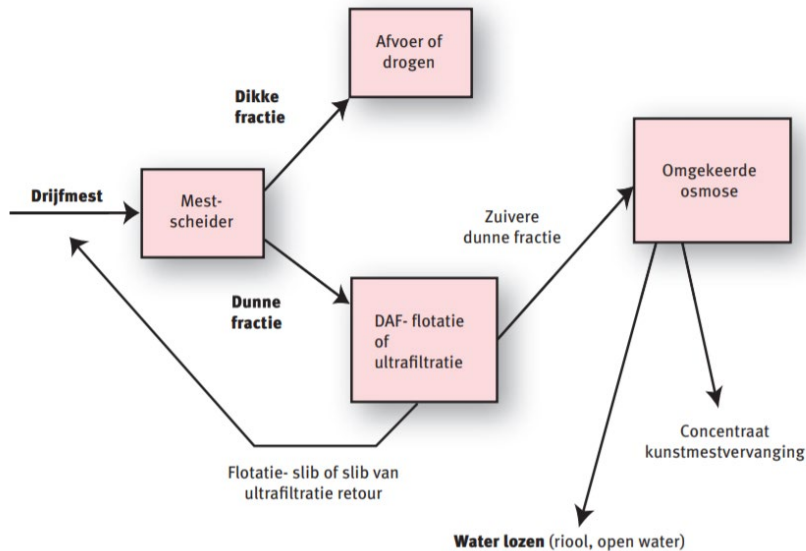 Afvoer of
drogen
Dikke
fractie
Drijfmest
Mest-
scheider
Omgekeerde
osmose
Zuivere
dunne fractie
Dunne
fractie
DAF- flotatie
of
ultrafiltratie
Concentraat
kunstmestvervanging
Flotatie- slib of slib van
ultrafiltratie retour
Water lozen (riool, open water)